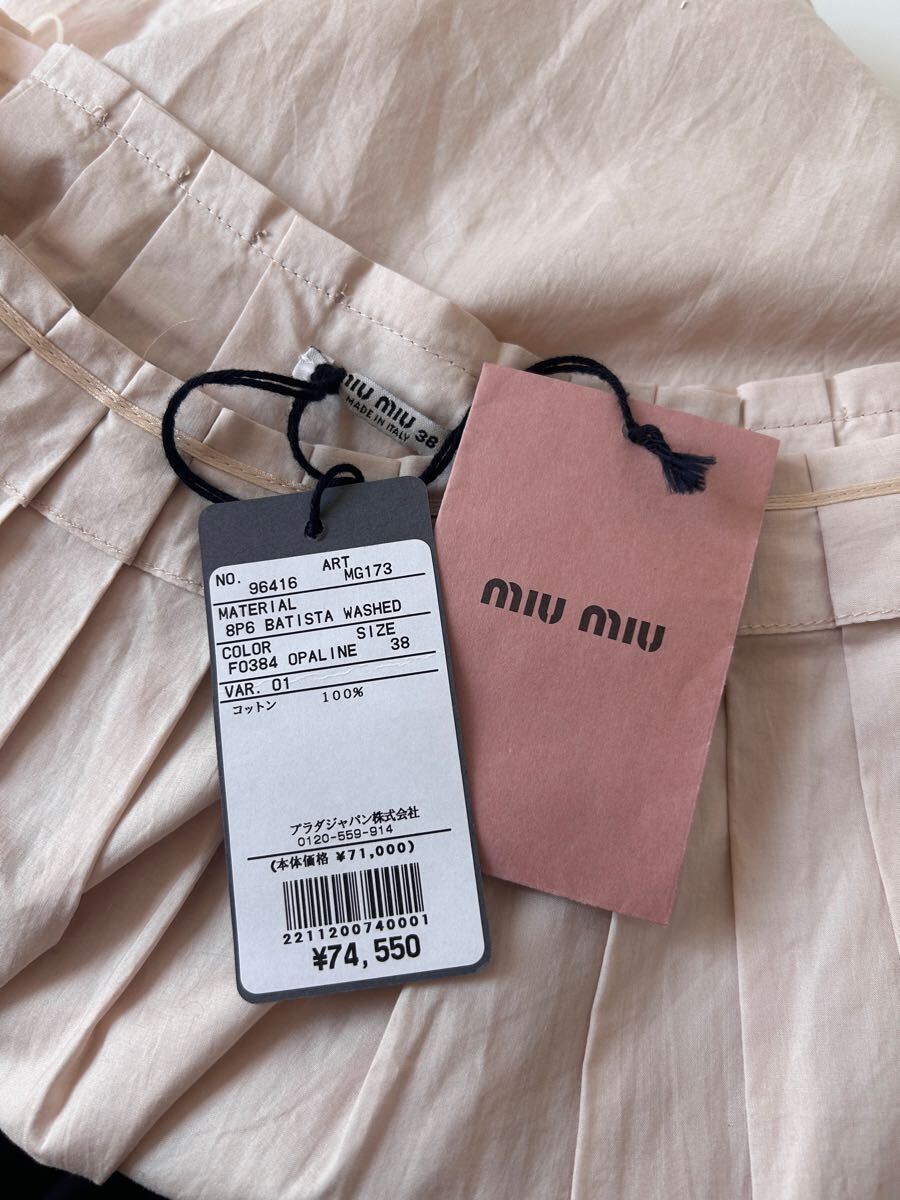 miu miu 38
MADE IN ITALY
NO. 96416 ART MG173
MATERIAL
8P6 BATISTA WASHED
COLOR SIZE
F0384 OPALINE 38
VAR. 01
コットン 100%
プラダジャパン株式会社
0120-559-914
(本体価格 ¥71,000)
2211200740001
¥74,550
miu miu